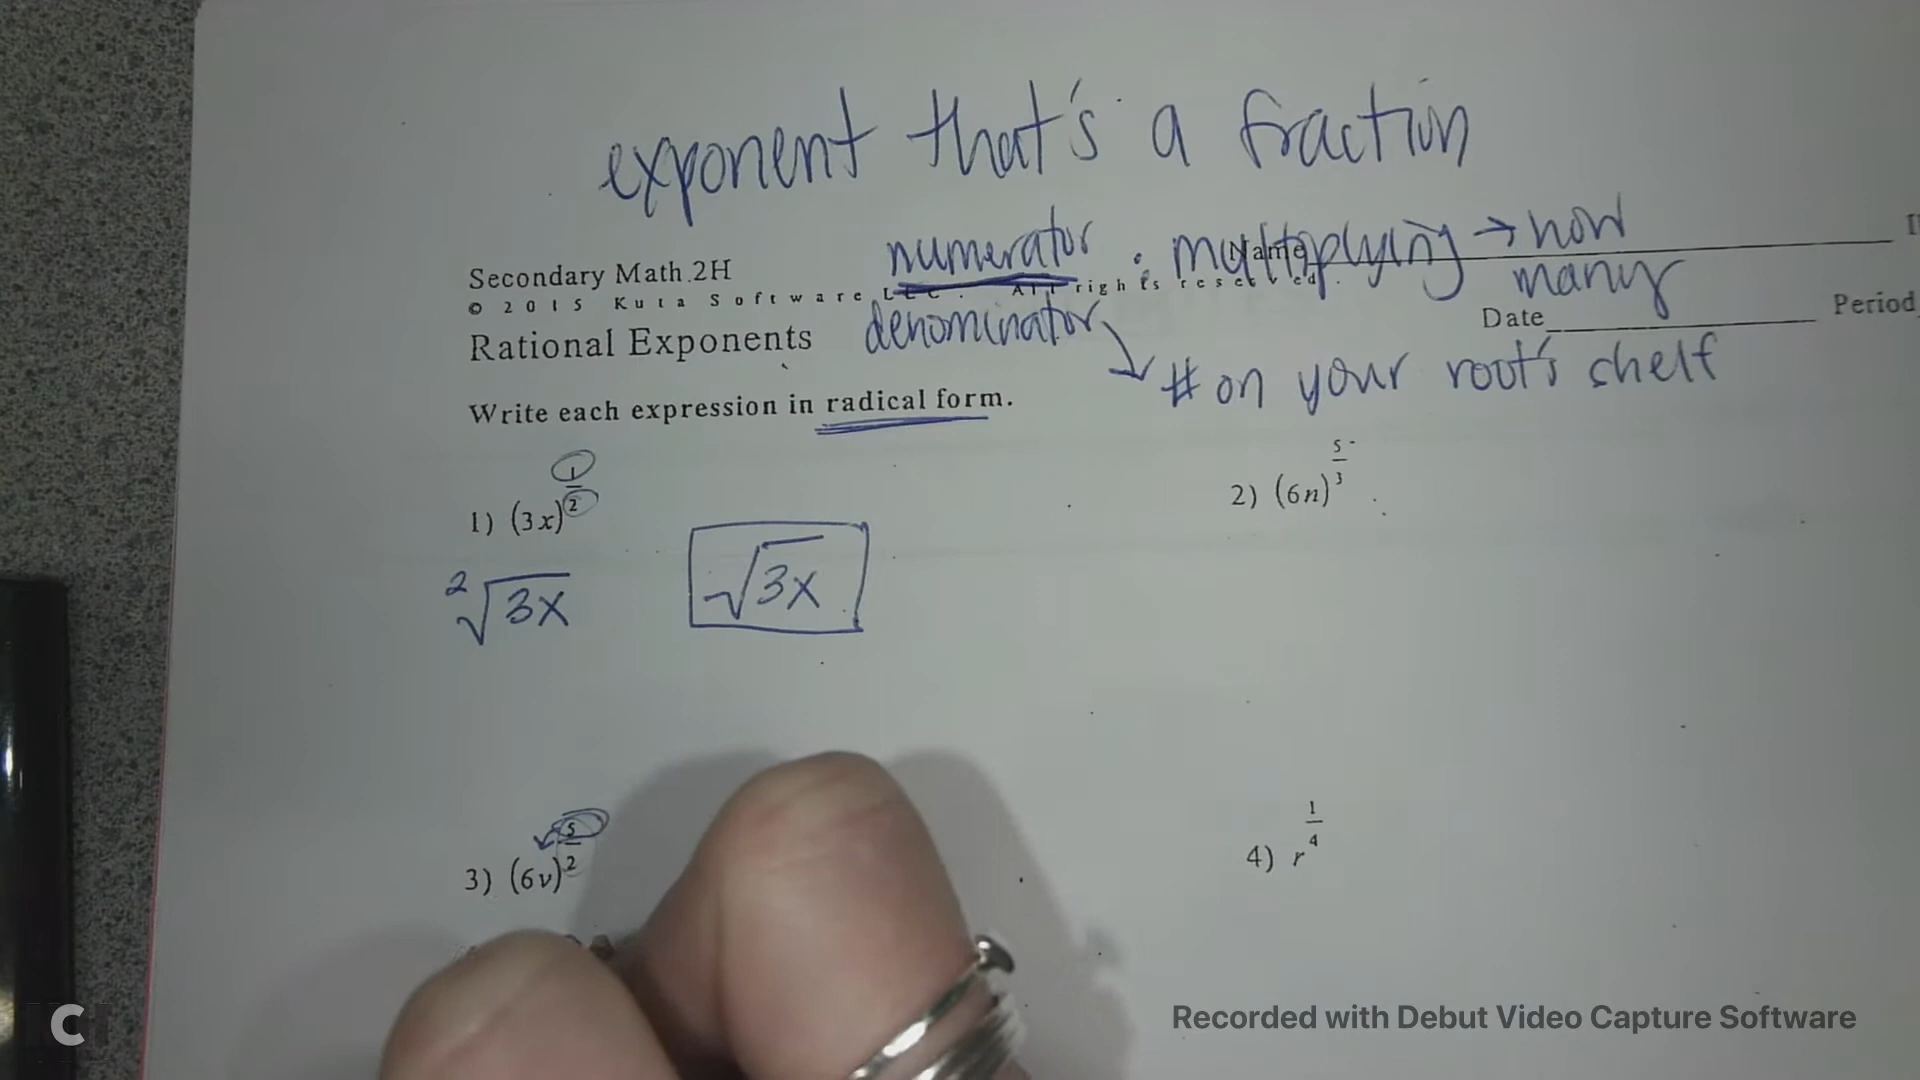 exponent that's a fraction
numerator : multiplying → how many
Secondary Math 2H
Name
© 2015 Kuta Software LLC. All rights reserved.
denominator
Date Period
Rational Exponents
# on your root's shelf
Write each expression in radical form.
1) (3x)^(1/2)
2) (6n)^(5/3)
²√3x
√3x
3) (6v)^(5/2)
4) r^(1/4)
Recorded with Debut Video Capture Software